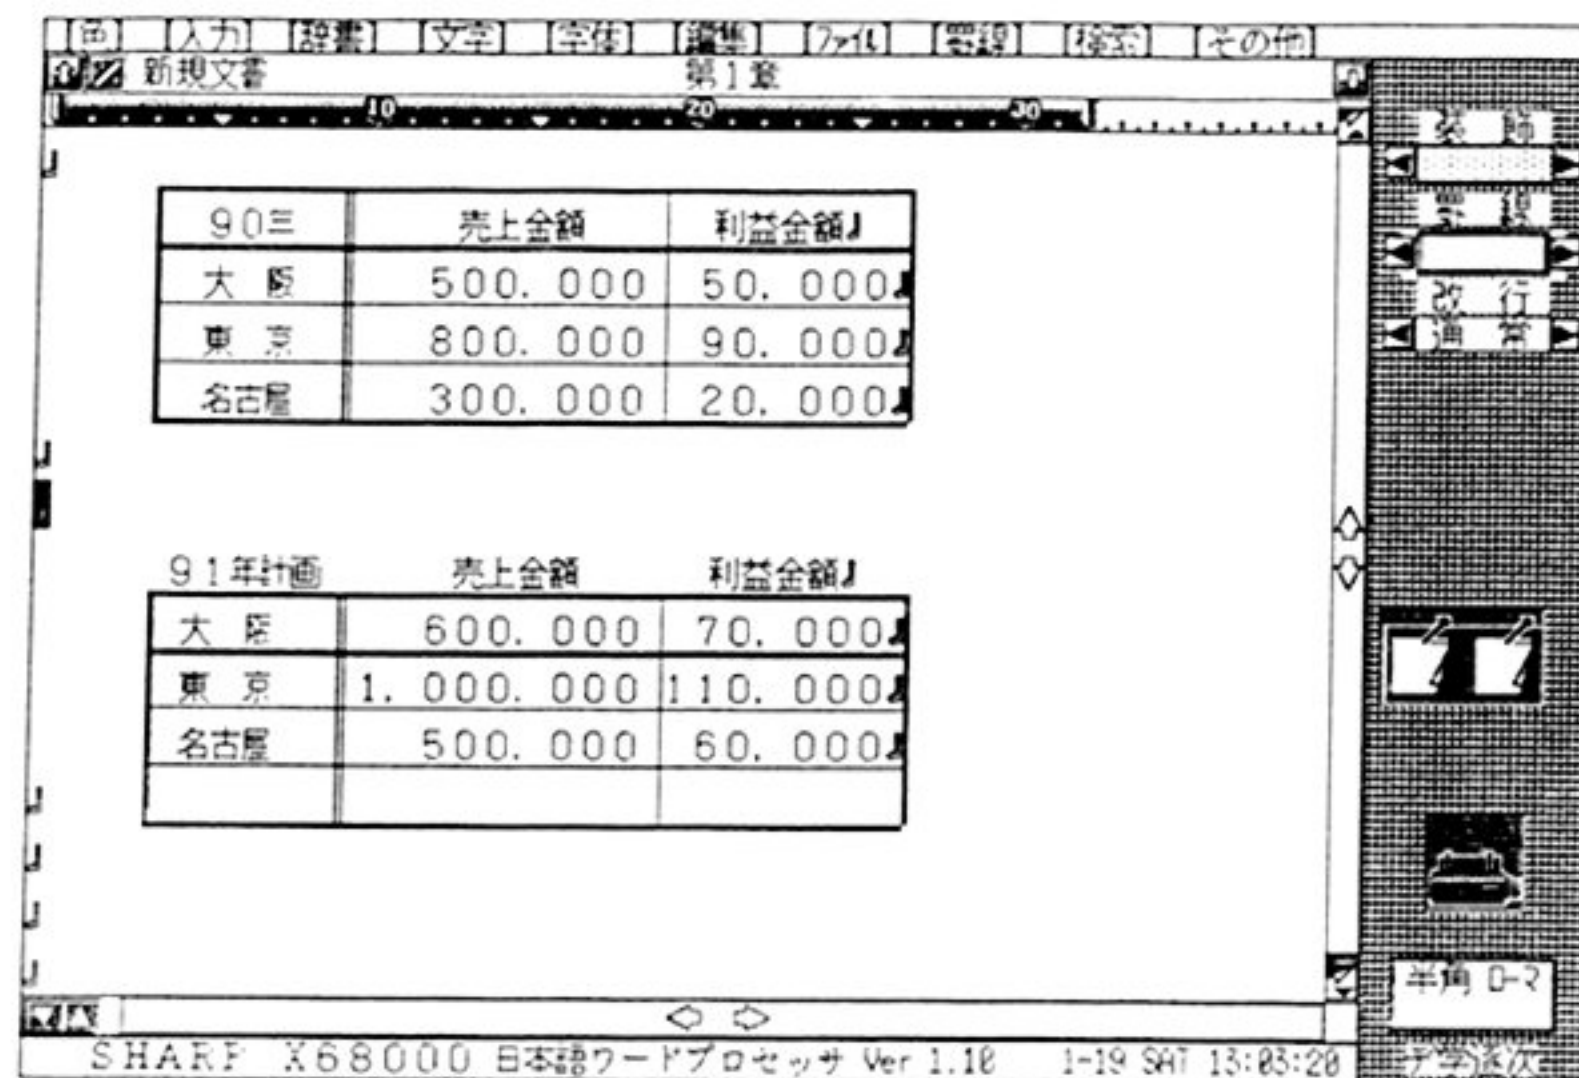 色 入力 辞書 文字 字体 編集 ファイル 罫線 検索 その他
新規文書 第1章
10 20 30
90年 売上金額 利益金額
大 阪 500. 000 50. 000
東 京 800. 000 90. 000
名古屋 300. 000 20. 000
91年計画 売上金額 利益金額
大 阪 600. 000 70. 000
東 京 1. 000. 000 110. 000
名古屋 500. 000 60. 000
装 飾
罫 線
改 行
通 常
半角 ローマ
SHARP X68000 日本語ワードプロセッサ Ver 1.10 1-19 SAT 13:03:20